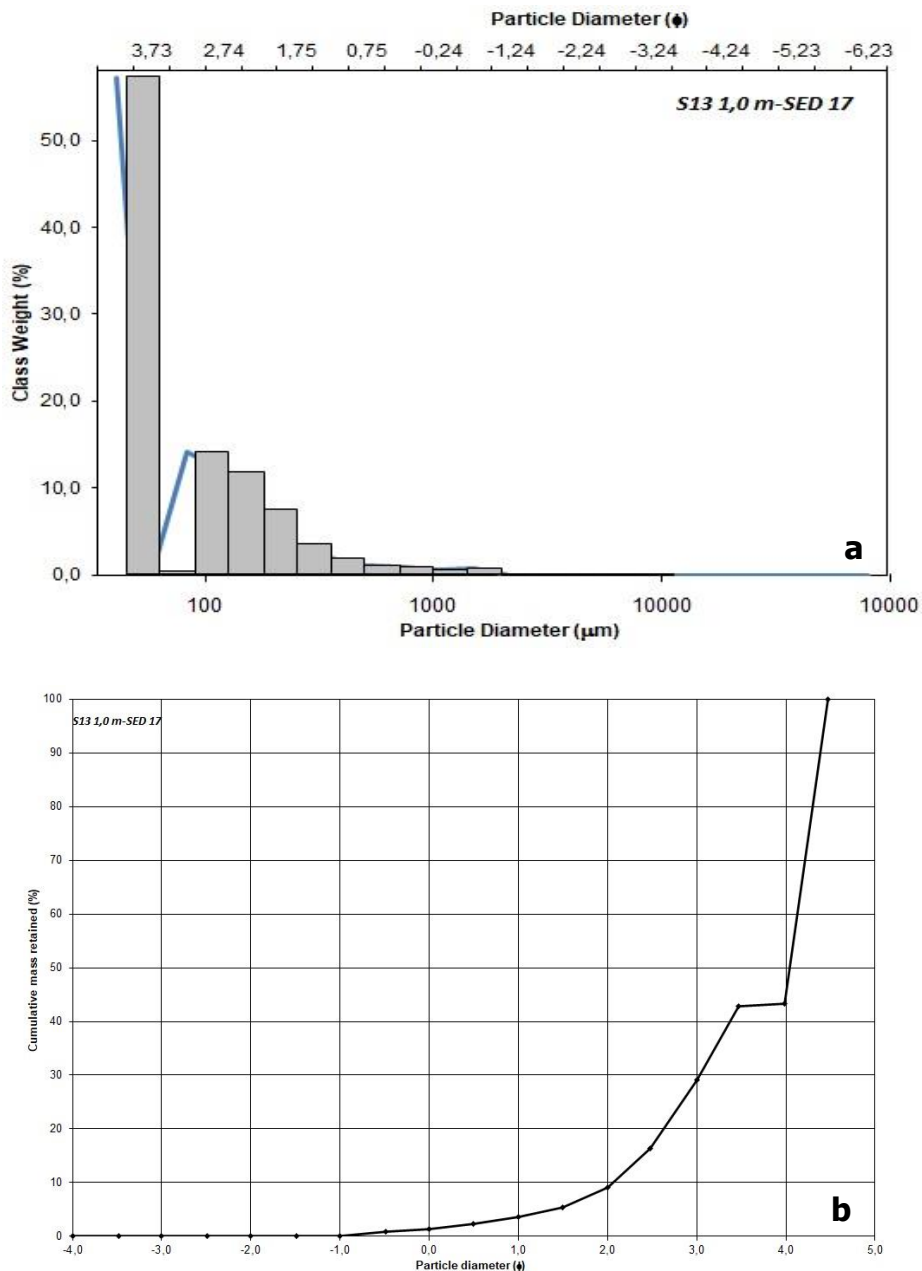 Particle Diameter (ϕ)
3,73 2,74 1,75 0,75 -0,24 -1,24 -2,24 -3,24 -4,24 -5,23 -6,23
S13 1,0 m-SED 17
50,0
40,0
30,0
20,0
10,0
0,0
Class Weight (%)
a
100 1000 10000 10000
Particle Diameter (μm)
100
S13 1,0 m-SED 17
90
80
70
60
50
40
30
20
10
0
Cumulative mass retained (%)
b
-4,0 -3,0 -2,0 -1,0 0,0 1,0 2,0 3,0 4,0 5,0
Particle diameter (ϕ)